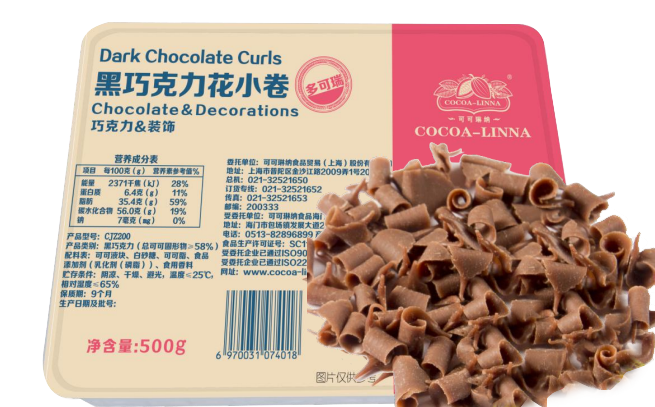 Dark Chocolate Curls
黑巧克力花小卷
多可瑞
Chocolate&Decorations
巧克力&装饰
®
COCOA-LINNA
可可琳纳
COCOA-LINNA
营养成分表
项目 每100克(g) 营养素参考值%
能量 2371千焦(kJ) 28%
蛋白质 6.4克(g) 11%
脂肪 35.4克(g) 59%
碳水化合物 56.0克(g) 19%
钠 7毫克(mg) 0%
产品型号: CJZ200
产品类别: 黑巧克力(总可可固形物≥58%)
配料表: 可可液块、白砂糖、可可脂、食品
添加剂(乳化剂(磷脂))、食用香料
贮存条件: 阴凉、干燥、避光, 温度≤25℃,
相对湿度≤65%
保质期: 9个月
生产日期及批号:
净含量:500g
委托单位: 可可琳纳食品贸易(上海)股份有
地址: 上海市普陀区金沙江路2009弄1号20
总机: 021-32521650
订货专线: 021-32521652
传真: 021-32521653
邮编: 200333
受委托单位: 可可琳纳食品海
地址: 海门市包场镇发展大道2
电话: 0513-82896899
食品生产许可证号: SC1
受委托企业已通过ISO90
受委托企业已通过ISO22
网址: www.cocoa-li
6 970031 074018
图片仅供参考